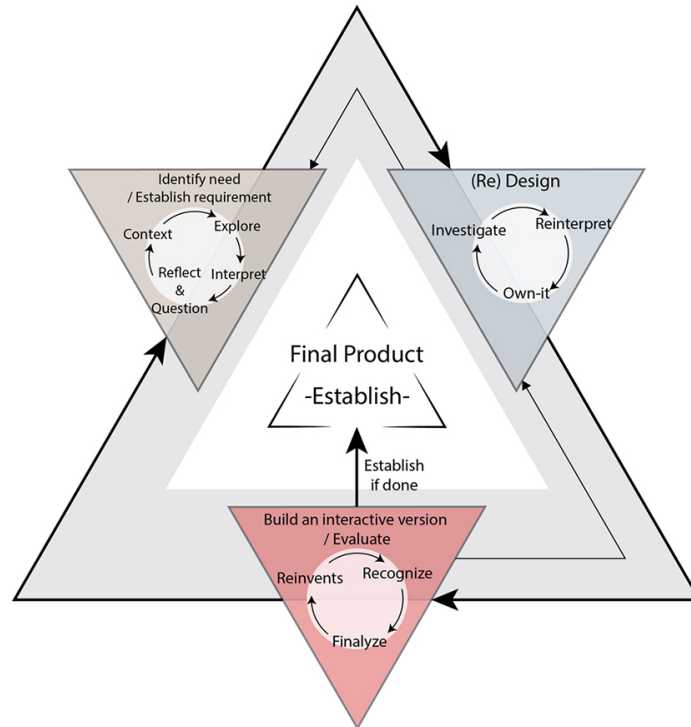 Identify need
/ Establish requirement
Context
Explore
Interpret
Reflect
&
Question
(Re) Design
Investigate
Reinterpret
Own-it
Final Product
-Establish-
Establish
if done
Build an interactive version
/ Evaluate
Reinvents
Recognize
Finalyze